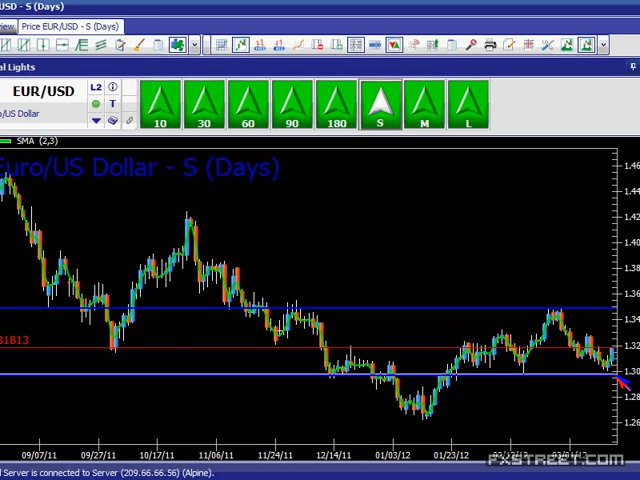 USD - S (Days)
view Price EUR/USD - S (Days)
al Lights
EUR/USD L2
o/US Dollar T
10 30 60 90 180 S M L
SMA (2,3)
Euro/US Dollar - S (Days)
1.46
1.44
1.42
1.40
1.38
1.36
1.34
31813
1.32
1.30
1.28
1.26
09/07/11 09/27/11 10/17/11 11/06/11 11/24/11 12/14/11 01/03/12 01/23/12
FXSTREET.com
l Server is connected to Server (209.66.66.56) (Alpine).